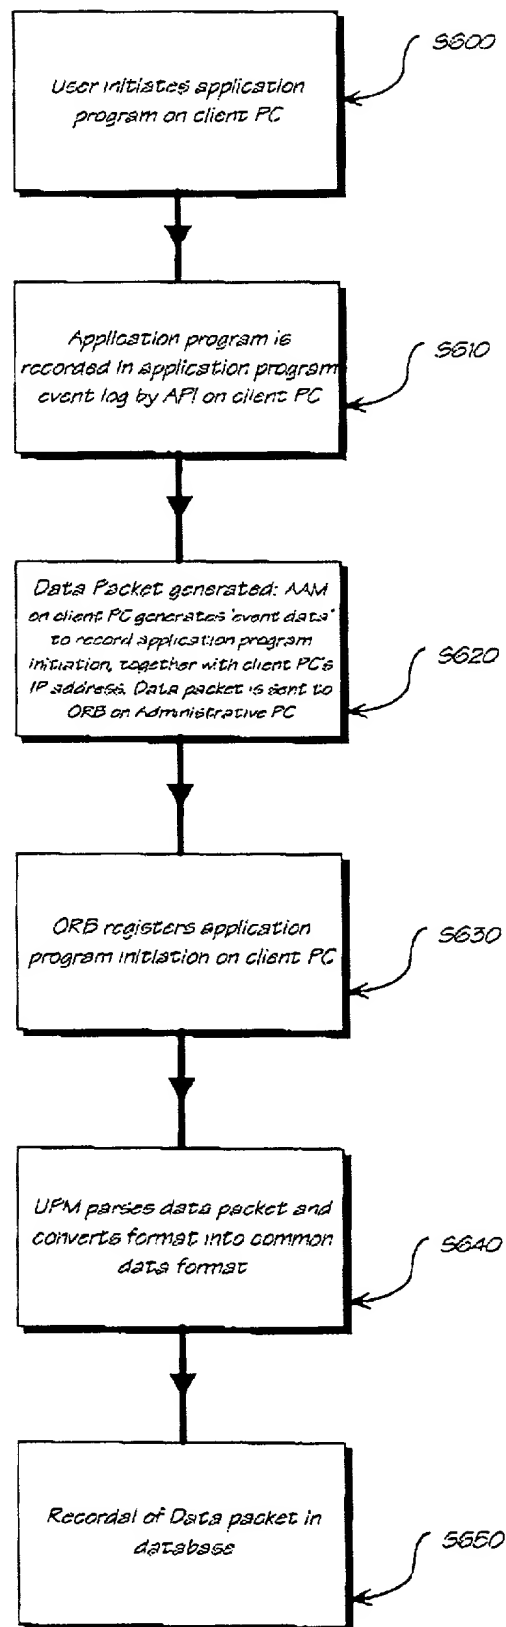 User initiates application
program on client PC
S600
Application program is
recorded in application program
event log by API on client PC
S610
Data Packet generated: AAM
on client PC generates 'event data'
to record application program
initiation, together with client PC's
IP address. Data packet is sent to
ORB on Administrative PC
S620
ORB registers application
program initiation on client PC
S630
UPM parses data packet and
converts format into common
data format
S640
Recordal of Data packet in
database
S650